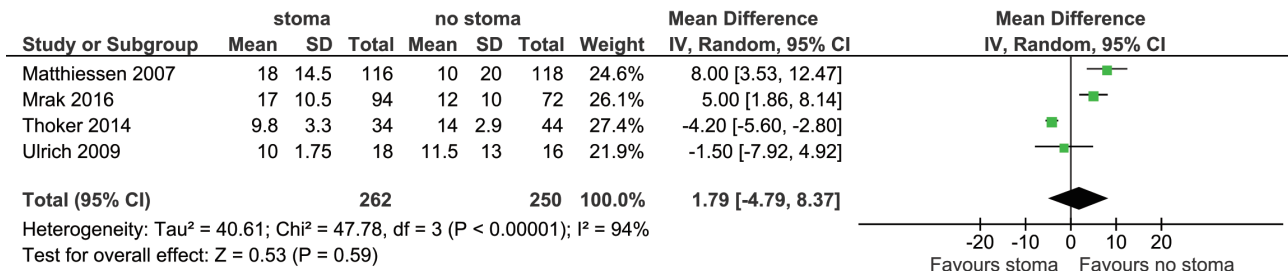 stoma no stoma Mean Difference Mean Difference
Study or Subgroup Mean SD Total Mean SD Total Weight IV, Random, 95% CI IV, Random, 95% CI
Matthiessen 2007 18 14.5 116 10 20 118 24.6% 8.00 [3.53, 12.47]
Mrak 2016 17 10.5 94 12 10 72 26.1% 5.00 [1.86, 8.14]
Thoker 2014 9.8 3.3 34 14 2.9 44 27.4% -4.20 [-5.60, -2.80]
Ulrich 2009 10 1.75 18 11.5 13 16 21.9% -1.50 [-7.92, 4.92]
Total (95% CI) 262 250 100.0% 1.79 [-4.79, 8.37]
Heterogeneity: Tau² = 40.61; Chi² = 47.78, df = 3 (P < 0.00001); I² = 94%
Test for overall effect: Z = 0.53 (P = 0.59)
-20 -10 0 10 20
Favours stoma Favours no stoma